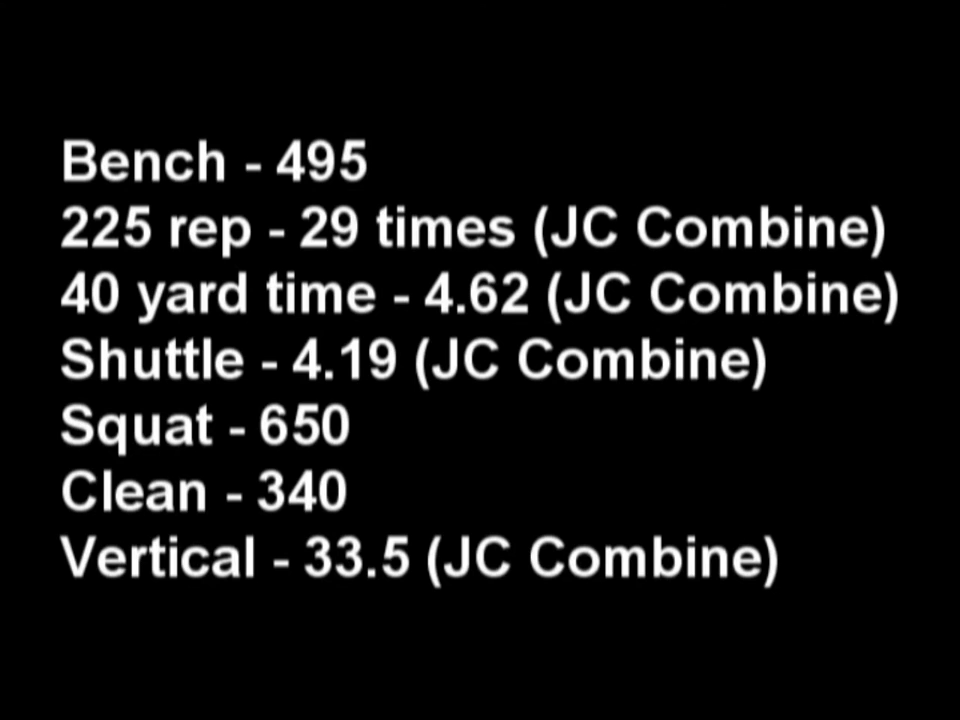 Bench - 495
225 rep - 29 times (JC Combine)
40 yard time - 4.62 (JC Combine)
Shuttle - 4.19 (JC Combine)
Squat - 650
Clean - 340
Vertical - 33.5 (JC Combine)